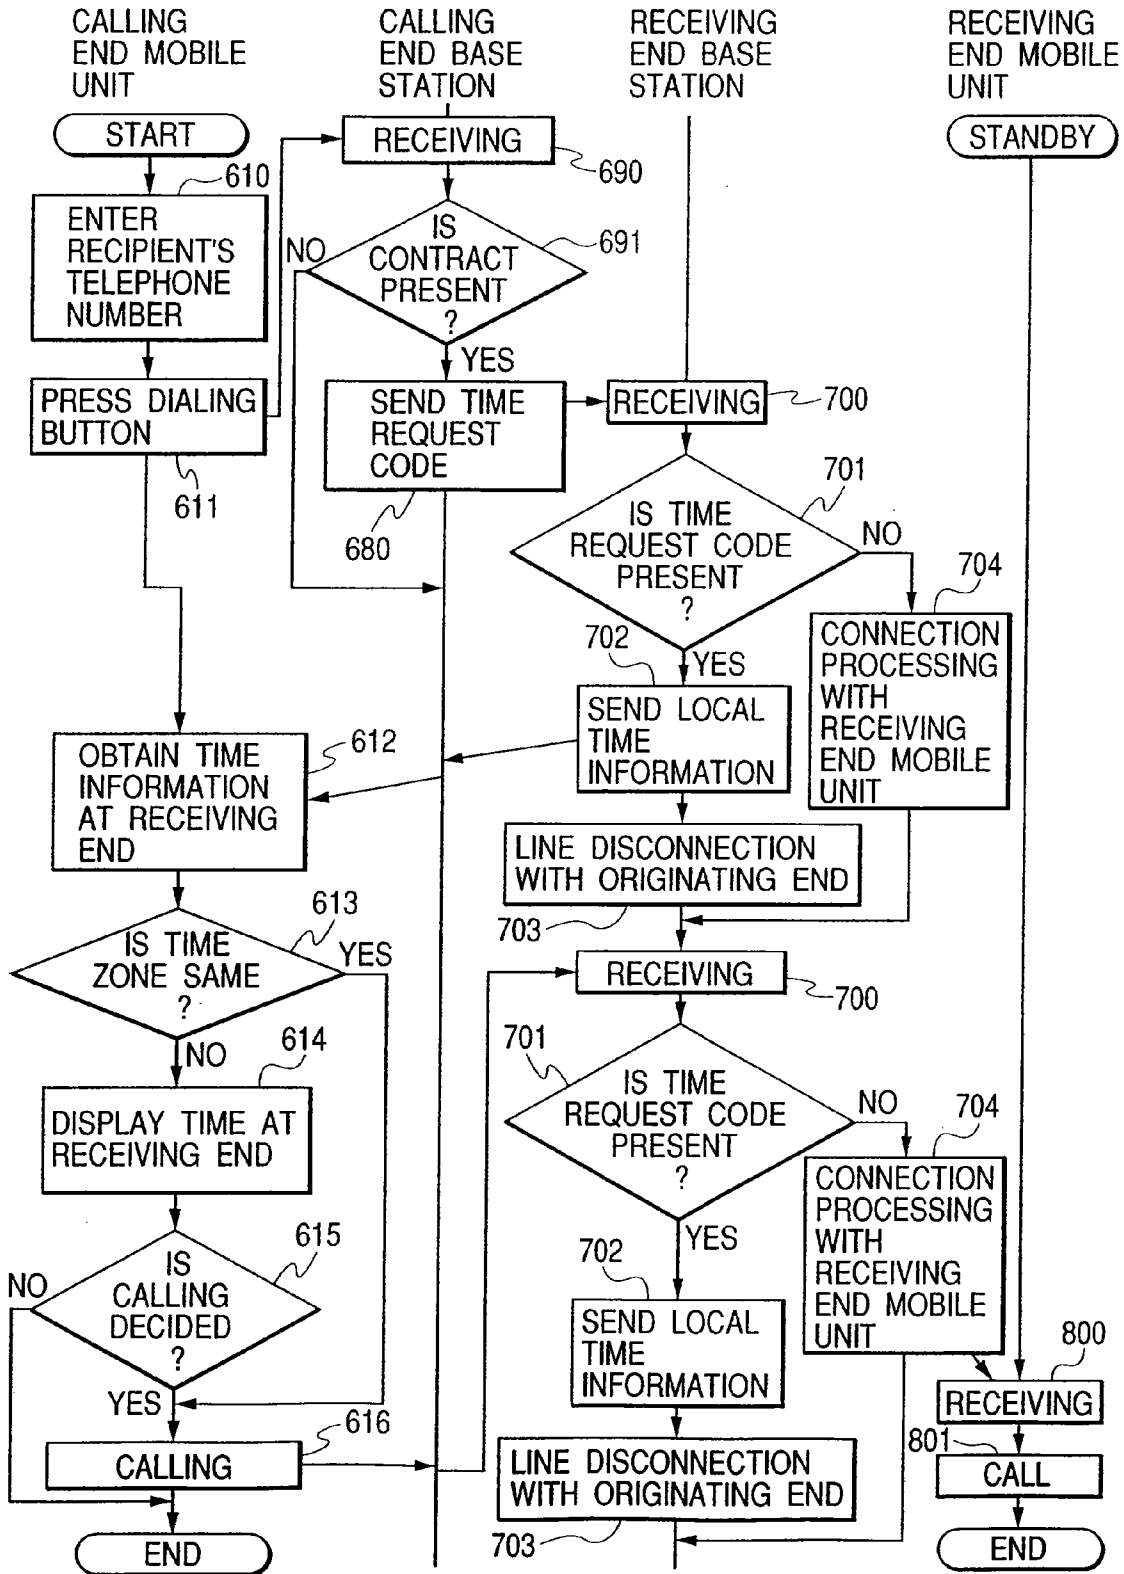 CALLING
END MOBILE
UNIT
CALLING
END BASE
STATION
RECEIVING
END BASE
STATION
RECEIVING
END MOBILE
UNIT
START
RECEIVING
690
STANDBY
610
ENTER
RECIPIENT'S
TELEPHONE
NUMBER
IS
CONTRACT
PRESENT
?
691
NO
YES
PRESS DIALING
BUTTON
611
SEND TIME
REQUEST
CODE
680
RECEIVING
700
IS TIME
REQUEST CODE
PRESENT
?
701
NO
YES
704
CONNECTION
PROCESSING
WITH
RECEIVING
END MOBILE
UNIT
702
SEND LOCAL
TIME
INFORMATION
OBTAIN TIME
INFORMATION
AT RECEIVING
END
612
LINE DISCONNECTION
WITH ORIGINATING END
703
IS TIME
ZONE SAME
?
613
YES
NO
RECEIVING
700
614
DISPLAY TIME AT
RECEIVING END
701
IS TIME
REQUEST CODE
PRESENT
?
NO
YES
704
CONNECTION
PROCESSING
WITH
RECEIVING
END MOBILE
UNIT
IS
CALLING
DECIDED
?
615
NO
YES
702
SEND LOCAL
TIME
INFORMATION
800
RECEIVING
616
CALLING
801
CALL
LINE DISCONNECTION
WITH ORIGINATING END
703
END
END